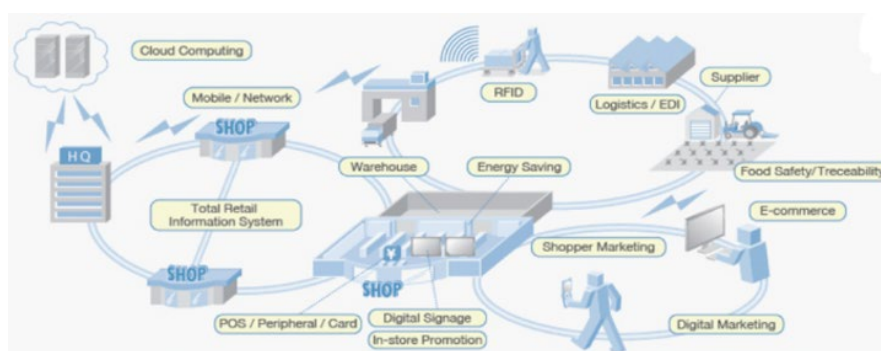 Cloud Computing
Mobile / Network
RFID
Supplier
Logistics / EDI
SHOP
HQ
Warehouse
Energy Saving
Food Safety/Treceability
Total Retail
Information System
E-commerce
Shopper Marketing
SHOP
SHOP
POS / Peripheral / Card
Digital Signage
In-store Promotion
Digital Marketing